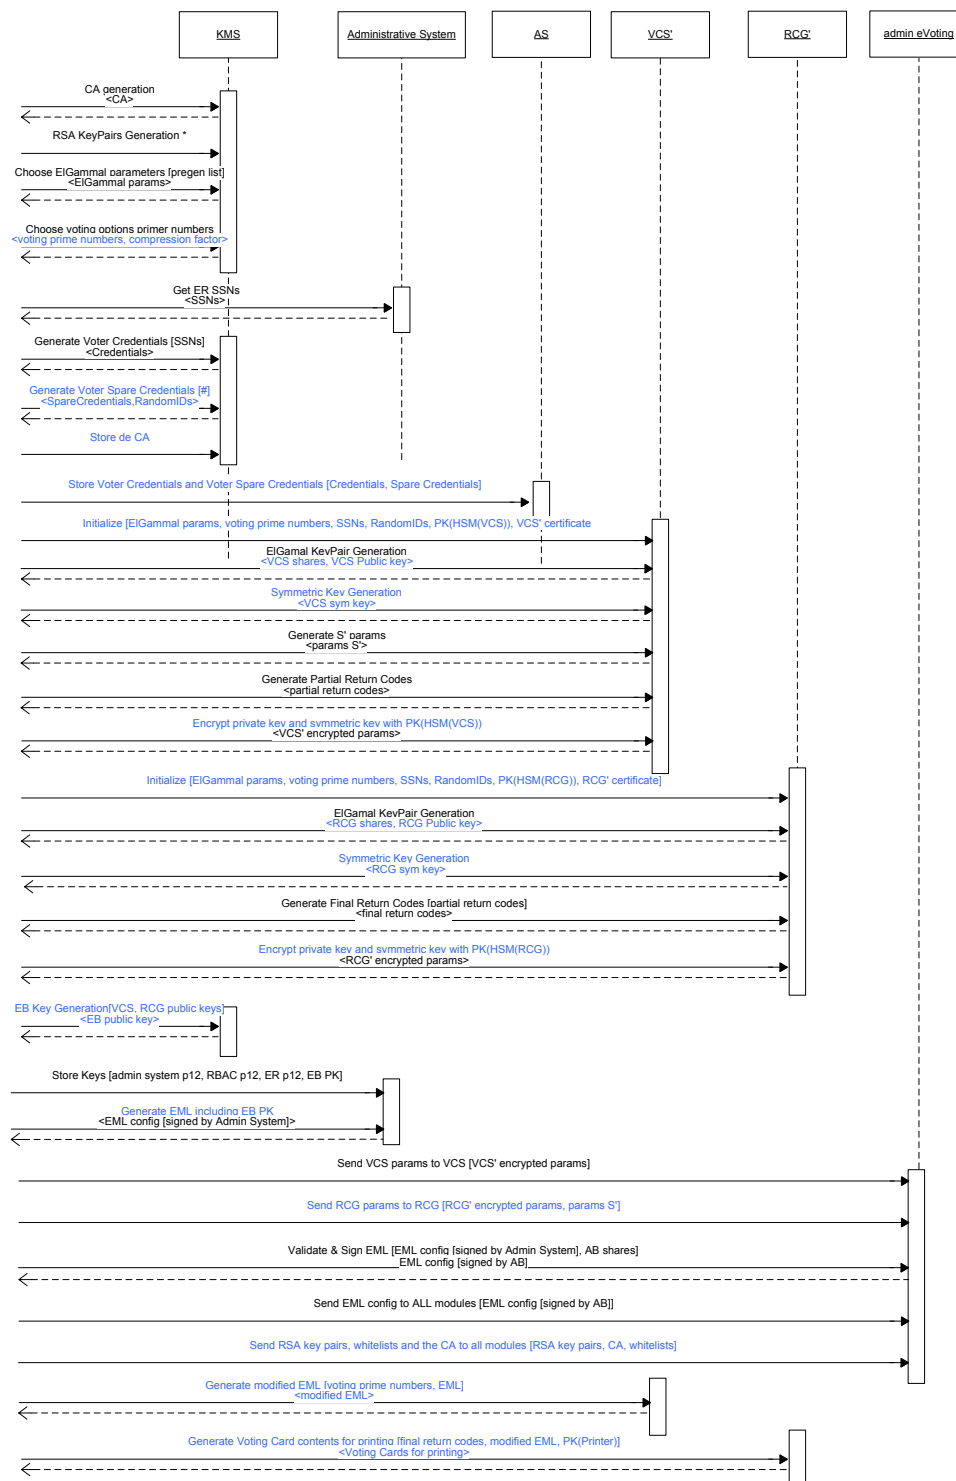 KMS
Administrative System
AS
VCS'
RCG'
admin eVoting
CA generation
<CA>
RSA KeyPairs Generation *
Choose ElGammal parameters [pregen list]
<ElGammal params>
Choose voting options primer numbers
<voting prime numbers, compression factor>
Get ER SSNs
<SSNs>
Generate Voter Credentials [SSNs]
<Credentials>
Generate Voter Spare Credentials [#]
<SpareCredentials,RandomIDs>
Store de CA
Store Voter Credentials and Voter Spare Credentials [Credentials, Spare Credentials]
Initialize [ElGammal params, voting prime numbers, SSNs, RandomIDs, PK(HSM(VCS)), VCS' certificate
ElGamal KeyPair Generation
<VCS shares, VCS Public key>
Symmetric Key Generation
<VCS sym key>
Generate S' params
<params S'>
Generate Partial Return Codes
<partial return codes>
Encrypt private key and symmetric key with PK(HSM(VCS))
<VCS' encrypted params>
Initialize [ElGammal params, voting prime numbers, SSNs, RandomIDs, PK(HSM(RCG)), RCG' certificate]
ElGamal KeyPair Generation
<RCG shares, RCG Public key>
Symmetric Key Generation
<RCG sym key>
Generate Final Return Codes [partial return codes]
<final return codes>
Encrypt private key and symmetric key with PK(HSM(RCG))
<RCG' encrypted params>
EB Key Generation[VCS, RCG public keys]
<EB public key>
Store Keys [admin system p12, RBAC p12, ER p12, EB PK]
Generate EML including EB PK
<EML config [signed by Admin System]>
Send VCS params to VCS [VCS' encrypted params]
Send RCG params to RCG [RCG' encrypted params, params S']
Validate & Sign EML [EML config [signed by Admin System], AB shares]
EML config [signed by AB]
Send EML config to ALL modules [EML config [signed by AB]]
Send RSA key pairs, whitelists and the CA to all modules [RSA key pairs, CA, whitelists]
Generate modified EML [voting prime numbers, EML]
<modified EML>
Generate Voting Card contents for printing [final return codes, modified EML, PK(Printer)]
<Voting Cards for printing>